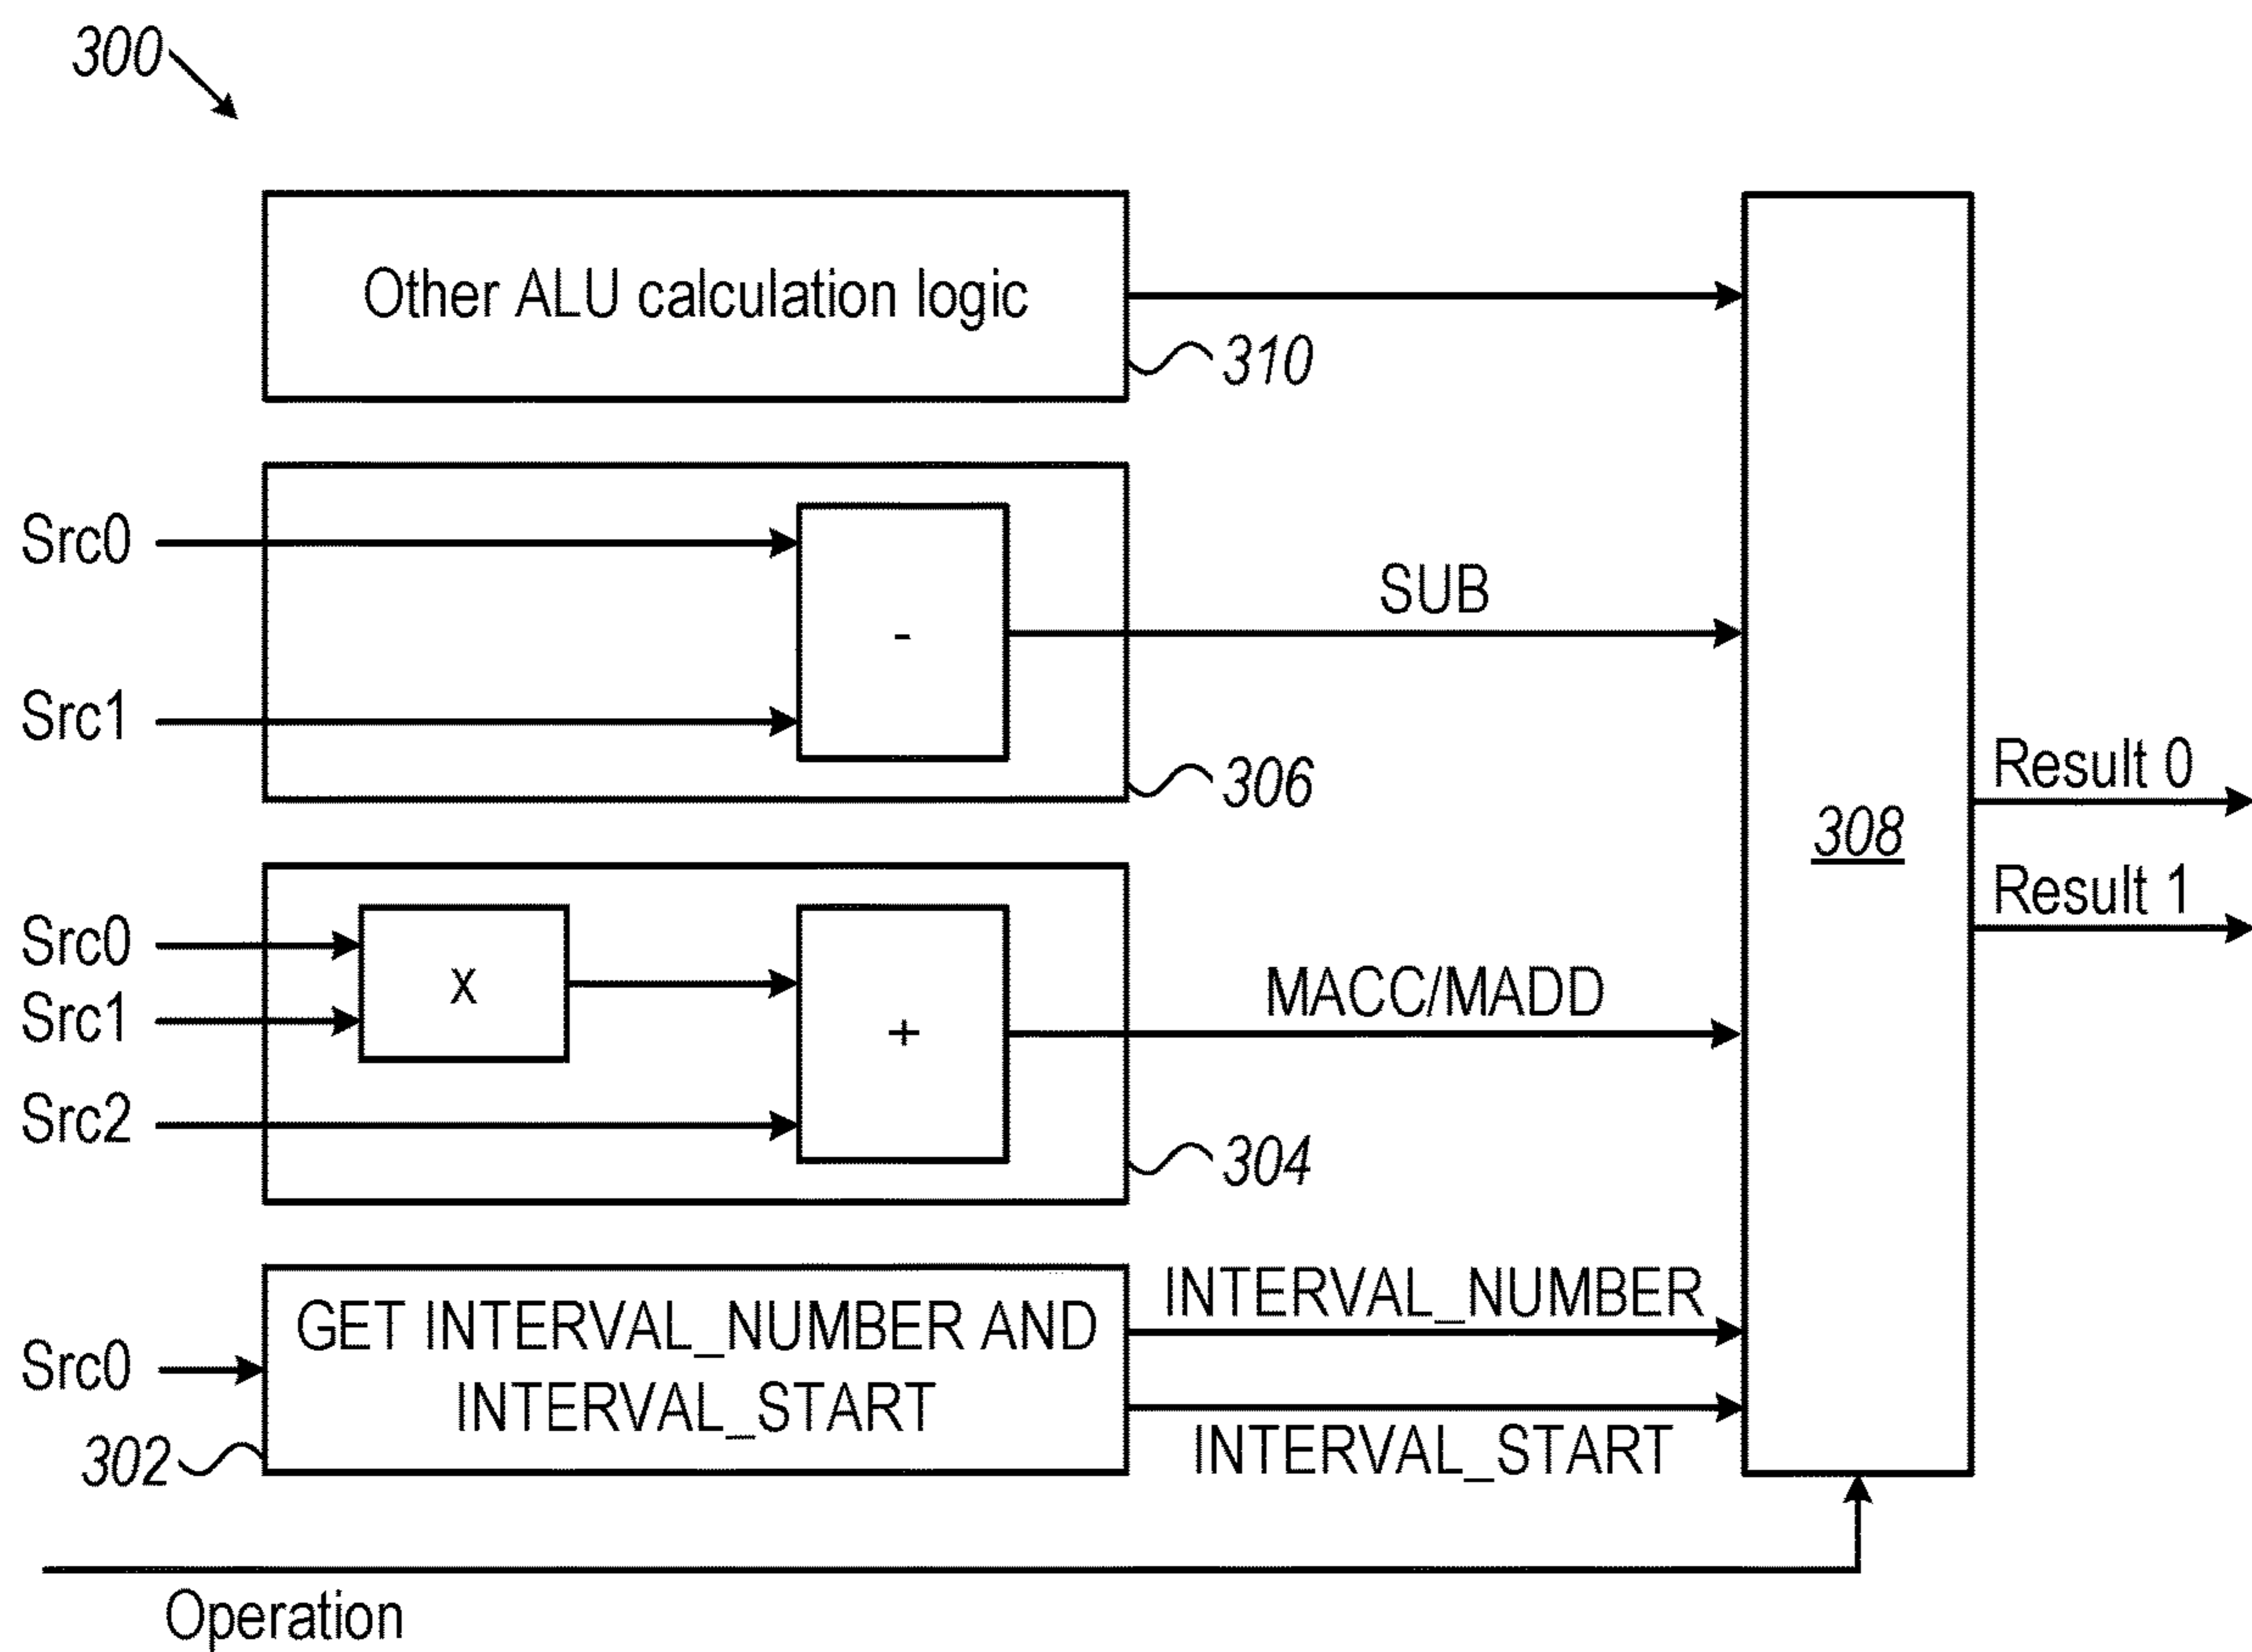 300
Other ALU calculation logic
310
Src0
SUB
-
Src1
306
Result 0
308
Result 1
Src0
x
Src1
MACC/MADD
+
Src2
304
INTERVAL_NUMBER
GET INTERVAL_NUMBER AND
Src0
INTERVAL_START
INTERVAL_START
302
Operation